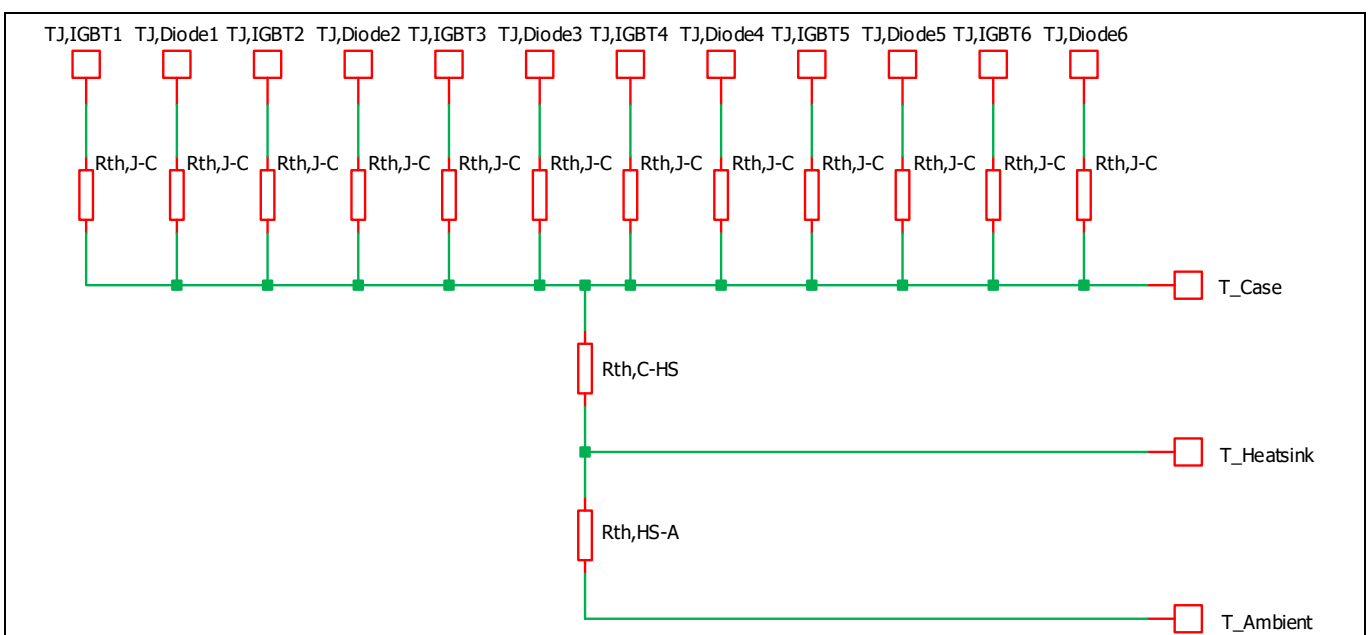 TJ,IGBT1 TJ,Diode1 TJ,IGBT2 TJ,Diode2 TJ,IGBT3 TJ,Diode3 TJ,IGBT4 TJ,Diode4 TJ,IGBT5 TJ,Diode5 TJ,IGBT6 TJ,Diode6
Rth,J-C Rth,J-C Rth,J-C Rth,J-C Rth,J-C Rth,J-C Rth,J-C Rth,J-C Rth,J-C Rth,J-C Rth,J-C Rth,J-C
T_Case
Rth,C-HS
T_Heatsink
Rth,HS-A
T_Ambient